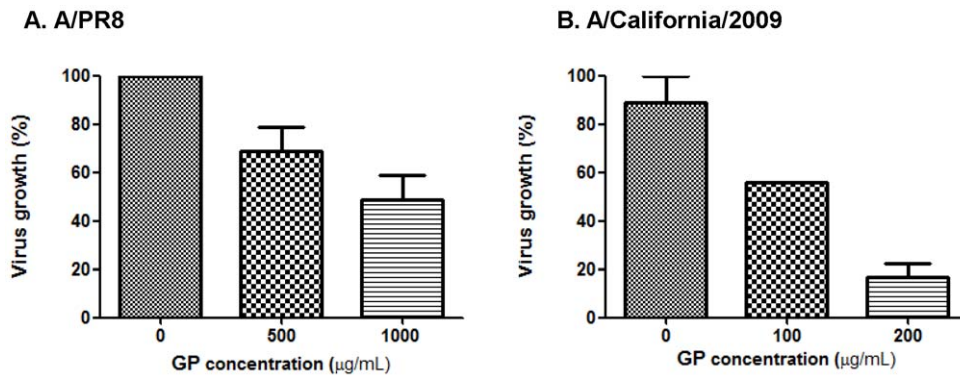 A. A/PR8
Virus growth (%)
100
80
60
40
20
0
0 500 1000
GP concentration (µg/mL)
B. A/California/2009
Virus growth (%)
100
80
60
40
20
0
0 100 200
GP concentration (µg/mL)